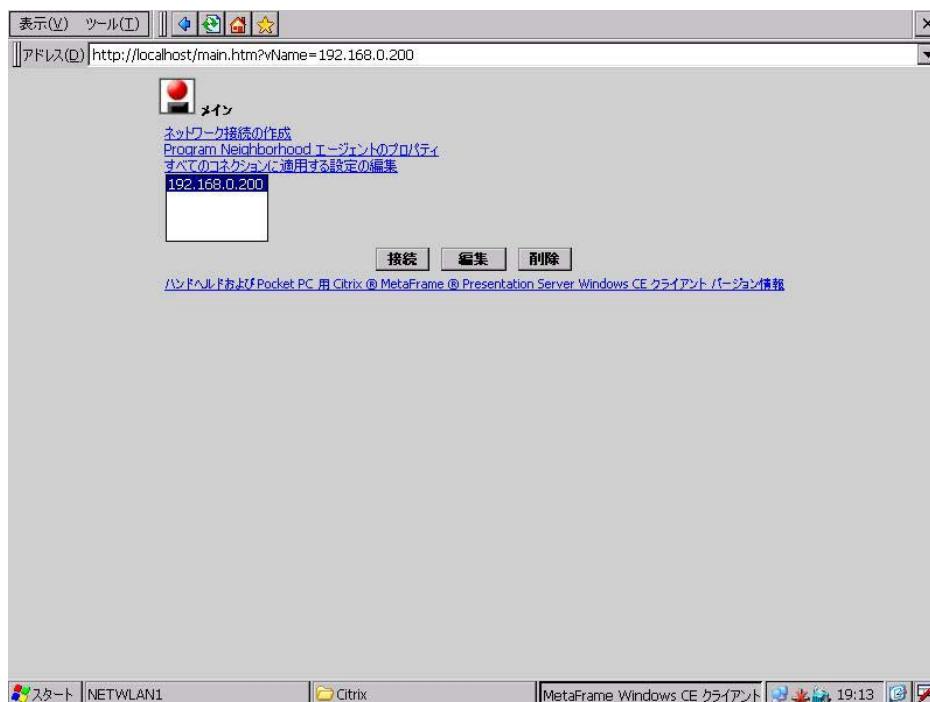 表示(V) ツール(T)
アドレス(D) http://localhost/main.htm?vName=192.168.0.200
メイン
ネットワーク接続の作成
Program Neighborhood エージェントのプロパティ
すべてのコネクションに適用する設定の編集
192.168.0.200
接続 編集 削除
ハンドヘルドおよび Pocket PC 用 Citrix ® MetaFrame ® Presentation Server Windows CE クライアント バージョン情報
スタート NETWLAN1 Citrix MetaFrame Windows CE クライアント 19:13